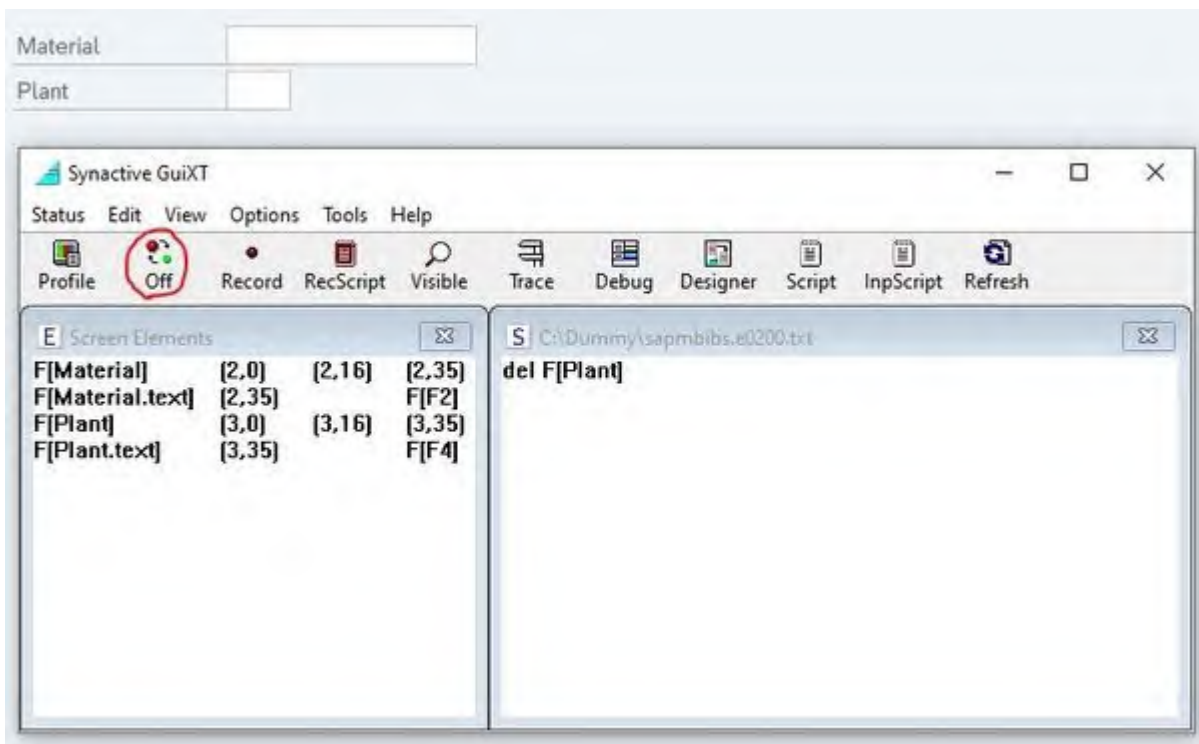 Material
Plant
Synactive GuiXT
Status Edit View Options Tools Help
Profile Off Record RecScript Visible Trace Debug Designer Script InpScript Refresh
E Screen Elements
F[Material] (2,0) (2,16) (2,35)
F[Material.text] (2,35) F[F2]
F[Plant] (3,0) (3,16) (3,35)
F[Plant.text] (3,35) F[F4]
S C:\Dummy\sapmbibs.e0200.txt
del F[Plant]